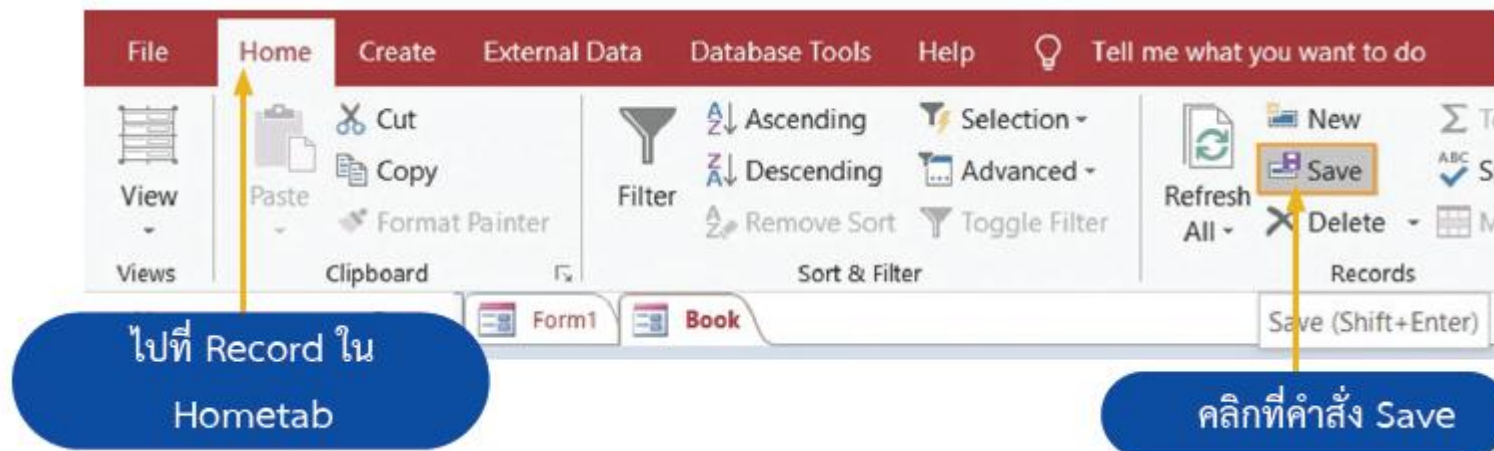 File Home Create External Data Database Tools Help Tell me what you want to do
Cut Ascending Selection New
Copy Descending Advanced Save
View Paste Filter Refresh
Format Painter Remove Sort Toggle Filter All Delete
Views Clipboard Sort & Filter Records
Form1 Book Save (Shift+Enter)
ไปที่ Record ใน
Hometab
คลิกที่คำสั่ง Save